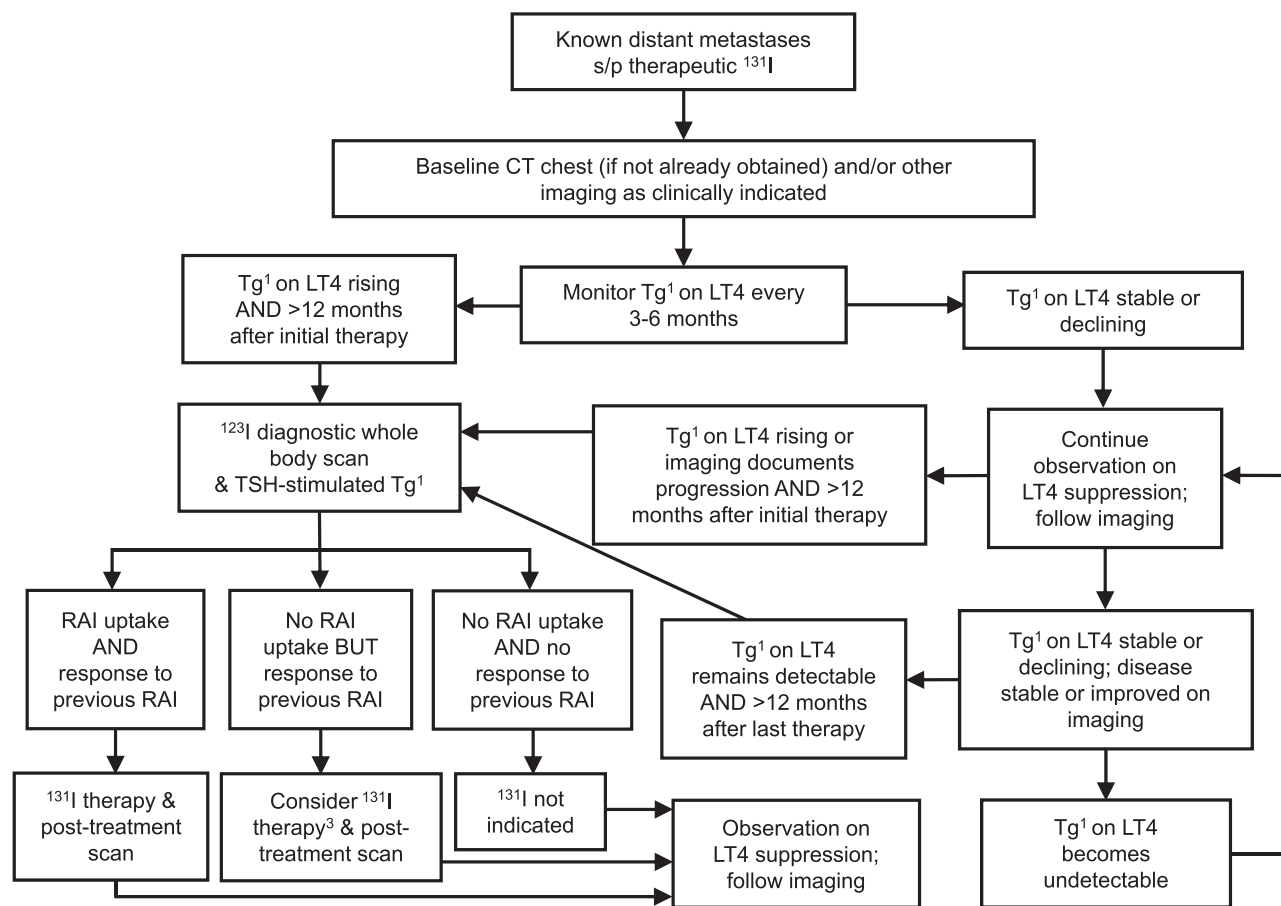 Known distant metastases
s/p therapeutic ¹³¹I
Baseline CT chest (if not already obtained) and/or other
imaging as clinically indicated
Tg¹ on LT4 rising
AND >12 months
after initial therapy
Monitor Tg¹ on LT4 every
3-6 months
Tg¹ on LT4 stable or
declining
¹²³I diagnostic whole
body scan
& TSH-stimulated Tg¹
Tg¹ on LT4 rising or
imaging documents
progression AND >12
months after initial therapy
Continue
observation on
LT4 suppression;
follow imaging
RAI uptake
AND
response to
previous RAI
No RAI
uptake BUT
response to
previous RAI
No RAI uptake
AND no
response to
previous RAI
Tg¹ on LT4
remains detectable
AND >12 months
after last therapy
Tg¹ on LT4 stable or
declining; disease
stable or improved on
imaging
¹³¹I therapy &
post-treatment
scan
Consider ¹³¹I
therapy³ & post-
treatment scan
¹³¹I not
indicated
Observation on
LT4 suppression;
follow imaging
Tg¹ on LT4
becomes
undetectable